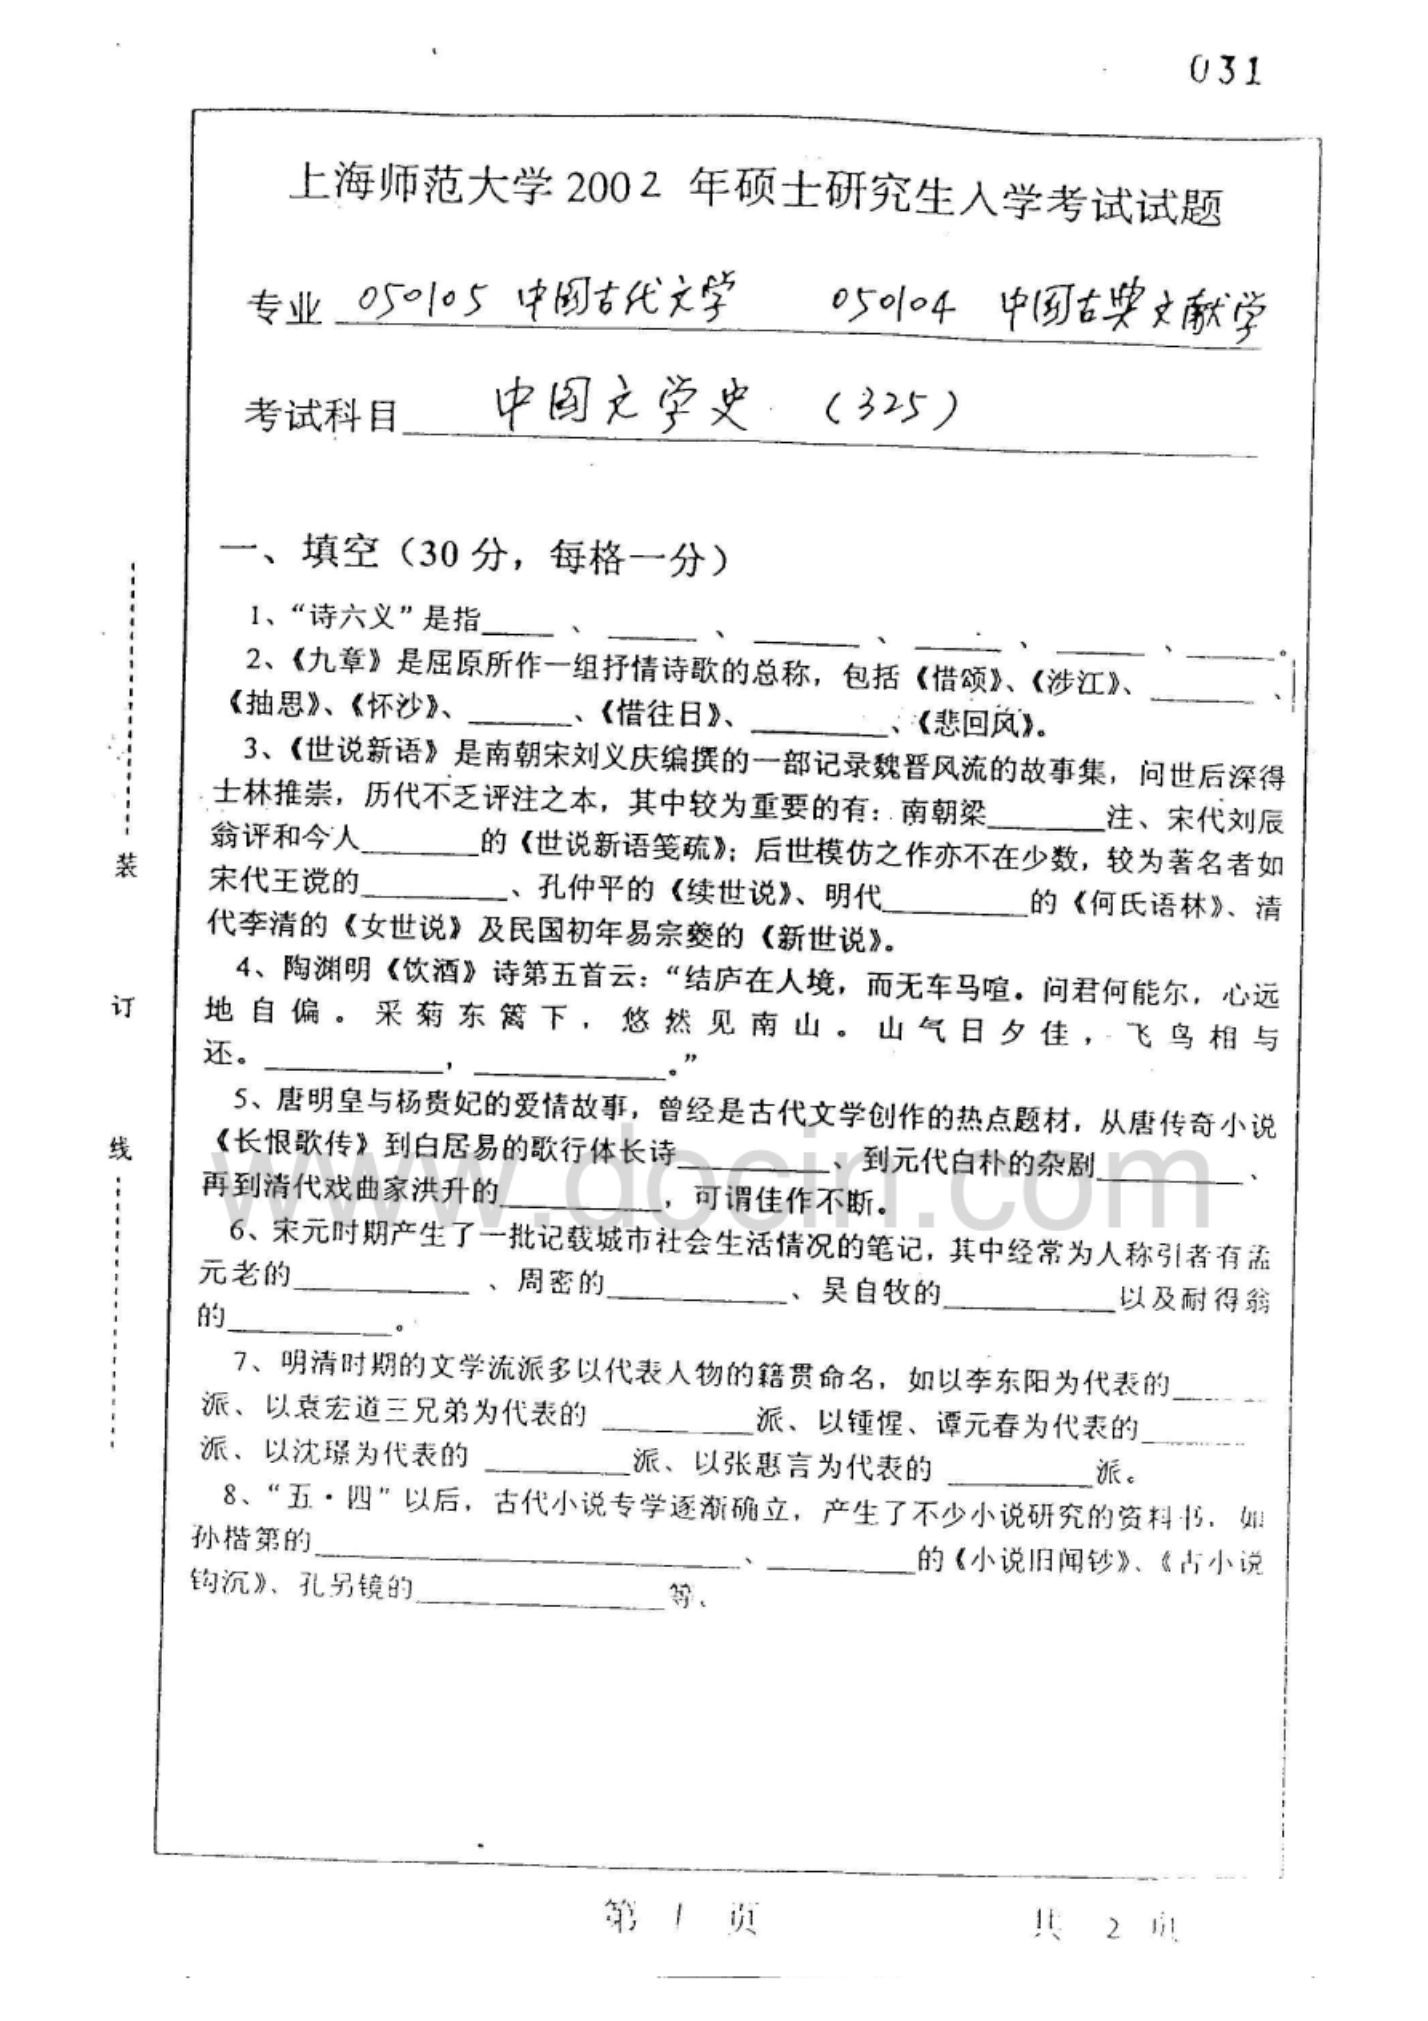 031
上海师范大学2002 年硕士研究生入学考试试题
专业 050105 中国古代文学 050104 中国古典文献学
考试科目 中国文学史 (325)
一、填空（30 分，每格一分）
1、“诗六义”是指____、____、____、____、____、____。
2、《九章》是屈原所作一组抒情诗歌的总称，包括《惜颂》、《涉江》、____、
《抽思》、《怀沙》、____、《惜往日》、____、《悲回风》。
3、《世说新语》是南朝宋刘义庆编撰的一部记录魏晋风流的故事集，问世后深得
士林推崇，历代不乏评注之本，其中较为重要的有：南朝梁____注、宋代刘辰
翁评和今人____的《世说新语笺疏》；后世模仿之作亦不在少数，较为著名者如
宋代王谠的____、孔仲平的《续世说》、明代____的《何氏语林》、清
代李清的《女世说》及民国初年易宗夔的《新世说》。
4、陶渊明《饮酒》诗第五首云：“结庐在人境，而无车马喧。问君何能尔，心远
地自偏。采菊东篱下，悠然见南山。山气日夕佳，飞鸟相与
还。____，____。”
5、唐明皇与杨贵妃的爱情故事，曾经是古代文学创作的热点题材，从唐传奇小说
《长恨歌传》到白居易的歌行体长诗____、到元代白朴的杂剧____、
再到清代戏曲家洪升的____，可谓佳作不断。
6、宋元时期产生了一批记载城市社会生活情况的笔记，其中经常为人称引者有孟
元老的____、周密的____、吴自牧的____以及耐得翁
的____。
7、明清时期的文学流派多以代表人物的籍贯命名，如以李东阳为代表的____
派、以袁宏道三兄弟为代表的____派、以锺惺、谭元春为代表的____
派、以沈璟为代表的____派、以张惠言为代表的____派。
8、“五·四”以后，古代小说专学逐渐确立，产生了不少小说研究的资料书，如
孙楷第的____、____的《小说旧闻钞》、《古小说
钩沉》、孔另镜的____等。
装
订
线
www.docin.com
第 1 页 共 2 页